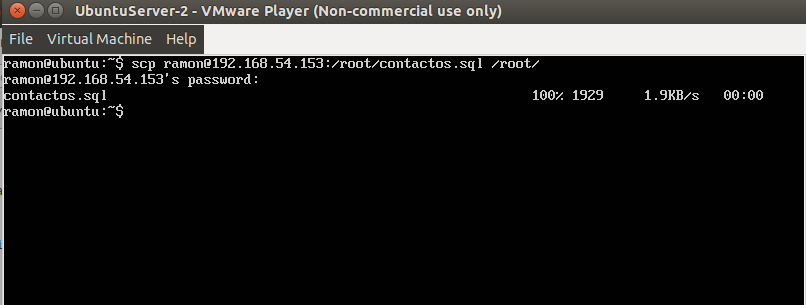 UbuntuServer-2 - VMware Player (Non-commercial use only)
File Virtual Machine Help
ramon@ubuntu:~$ scp ramon@192.168.54.153:/root/contactos.sql /root/
ramon@192.168.54.153's password:
contactos.sql 100% 1929 1.9KB/s 00:00
ramon@ubuntu:~$